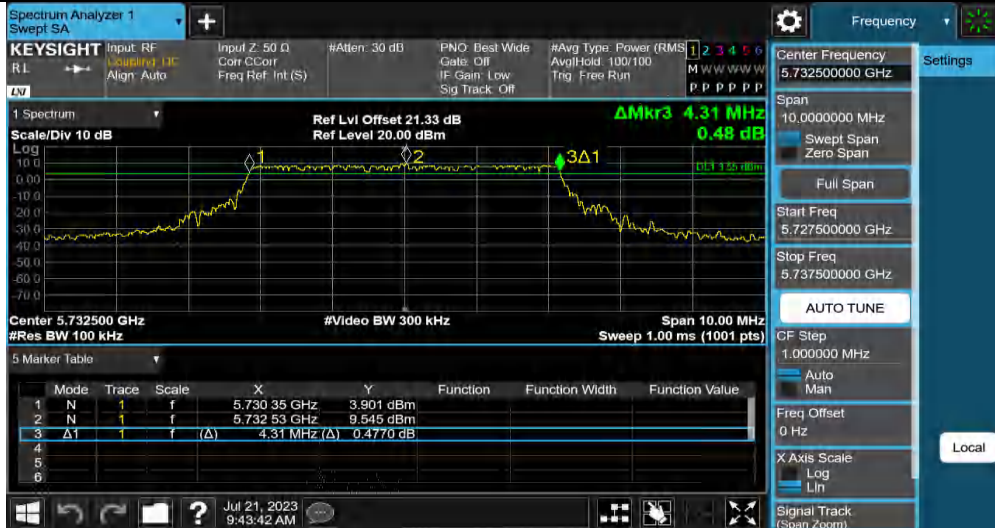 Spectrum Analyzer 1
Swept SA
+
Frequency
KEYSIGHT
RL
LXI
Input: RF
Coupling: DC
Align: Auto
Input Z: 50 Ω
Corr CCorr
Freq Ref: Int (S)
#Atten: 30 dB
PNO: Best Wide
Gate: Off
IF Gain: Low
Sig Track: Off
#Avg Type: Power (RMS
Avg|Hold: 100/100
Trig: Free Run
1 2 3 4 5 6
M W W W W W
P P P P P P
1 Spectrum
Scale/Div 10 dB
Ref Lvl Offset 21.33 dB
Ref Level 20.00 dBm
ΔMkr3 4.31 MHz
0.48 dB
Log
10.0
0.00
-10.0
-20.0
-30.0
-40.0
-50.0
-60.0
-70.0
1
2
3Δ1
Center 5.732500 GHz
#Res BW 100 kHz
#Video BW 300 kHz
Span 10.00 MHz
Sweep 1.00 ms (1001 pts)
5 Marker Table
Mode Trace Scale X Y Function Function Width Function Value
1 N 1 f 5.730 35 GHz 3.901 dBm
2 N 1 f 5.732 53 GHz 9.545 dBm
3 Δ1 1 f (Δ) 4.31 MHz (Δ) 0.4770 dB
4
5
6
?
Jul 21, 2023
9:43:42 AM
Center Frequency
5.732500000 GHz
Span
10.0000000 MHz
Swept Span
Zero Span
Full Span
Start Freq
5.727500000 GHz
Stop Freq
5.737500000 GHz
AUTO TUNE
CF Step
1.000000 MHz
Auto
Man
Freq Offset
0 Hz
X Axis Scale
Log
Lin
Signal Track
(Span Zoom)
Settings
Local